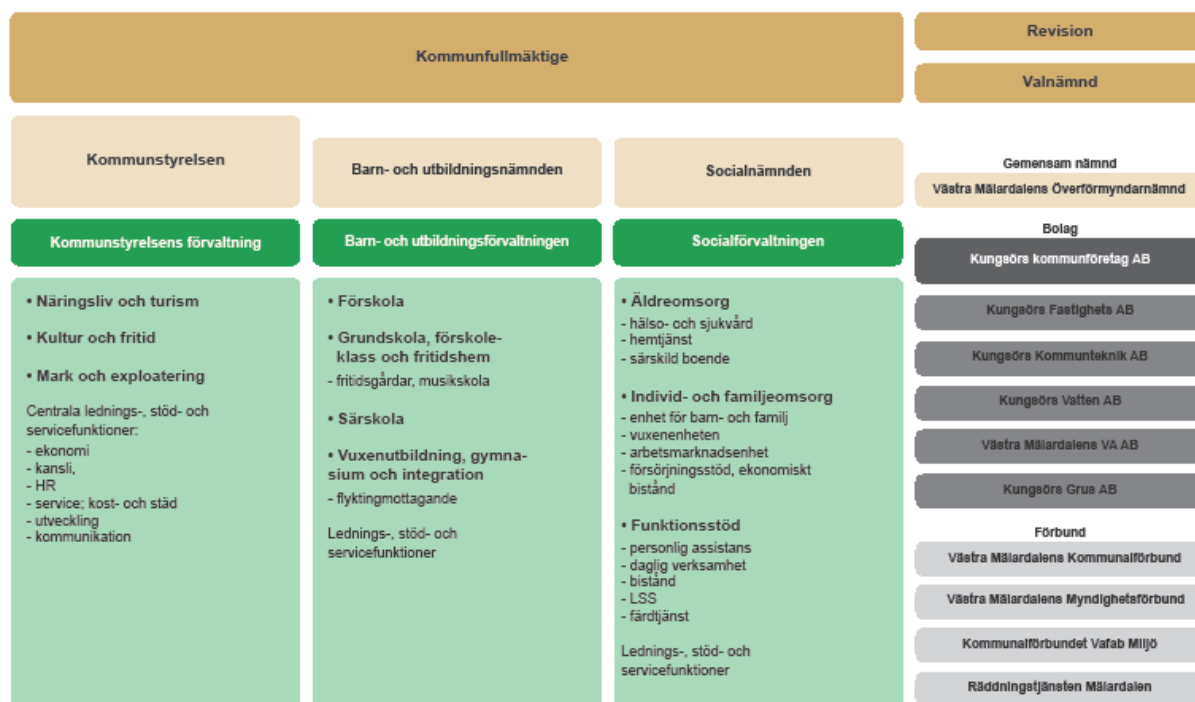 Kommunfullmäktige
Revision
Valnämnd
Kommunstyrelsen
Barn- och utbildningsnämnden
Socialnämnden
Gemensam nämnd
Västra Mälardalens Överförmyndarnämnd
Kommunstyrelsens förvaltning
• Näringsliv och turism
• Kultur och fritid
• Mark och exploatering
Centrala lednings-, stöd- och
servicefunktioner:
- ekonomi
- kansli,
- HR
- service; kost- och städ
- utveckling
- kommunikation
Barn- och utbildningsförvaltningen
• Förskola
• Grundskola, förskole-
klass och fritidshem
- fritidsgårdar, musikskola
• Särskola
• Vuxenutbildning, gymna-
sium och integration
- flyktingmottagande
Lednings-, stöd- och
servicefunktioner
Socialförvaltningen
• Äldreomsorg
- hälso- och sjukvård
- hemtjänst
- särskild boende
• Individ- och familjeomsorg
- enhet för barn- och familj
- vuxenenheten
- arbetsmarknadsenhet
- försörjningsstöd, ekonomiskt
bistånd
• Funktionsstöd
- personlig assistans
- daglig verksamhet
- bistånd
- LSS
- färdtjänst
Lednings-, stöd- och
servicefunktioner
Bolag
Kungsörs kommunföretag AB
Kungsörs Fastighets AB
Kungsörs Kommunteknik AB
Kungsörs Vatten AB
Västra Mälardalens VA AB
Kungsörs Grus AB
Förbund
Västra Mälardalens Kommunalförbund
Västra Mälardalens Myndighetsförbund
Kommunalförbundet Vafab Miljö
Räddningstjänsten Mälardalen